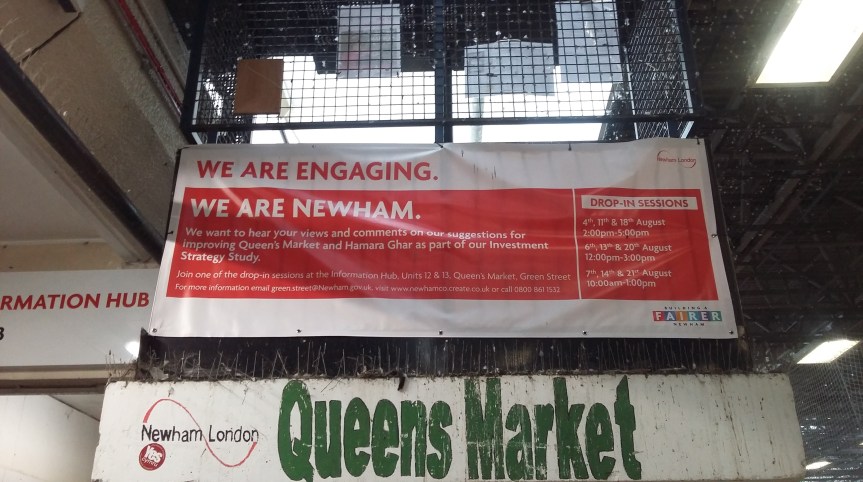 WE ARE ENGAGING.
Newham London
WE ARE NEWHAM.
We want to hear your views and comments on our suggestions for
improving Queen's Market and Hamara Ghar as part of our Investment
Strategy Study.
Join one of the drop-in sessions at the Information Hub, Units 12 & 13, Queen's Market, Green Street
For more information email green.street@Newham.gov.uk, visit www.newhamco.create.co.uk or call 0800 861 1532
DROP-IN SESSIONS
4th, 11th & 18th August
2:00pm-5:00pm
6th, 13th & 20th August
12:00pm-3:00pm
7th, 14th & 21st August
10:00am-1:00pm
BUILDING A
FAIRER
NEWHAM
RMATION HUB
3
Newham London
Yes
Queens Market